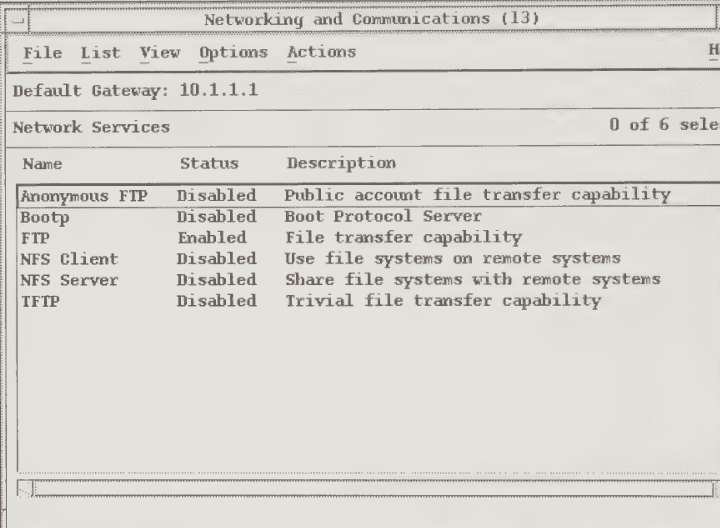 Networking and Communications (13)
File List View Options Actions H
Default Gateway: 10.1.1.1
Network Services 0 of 6 sele
Name Status Description
Anonymous FTP Disabled Public account file transfer capability
Bootp Disabled Boot Protocol Server
FTP Enabled File transfer capability
NFS Client Disabled Use file systems on remote systems
NFS Server Disabled Share file systems with remote systems
TFTP Disabled Trivial file transfer capability